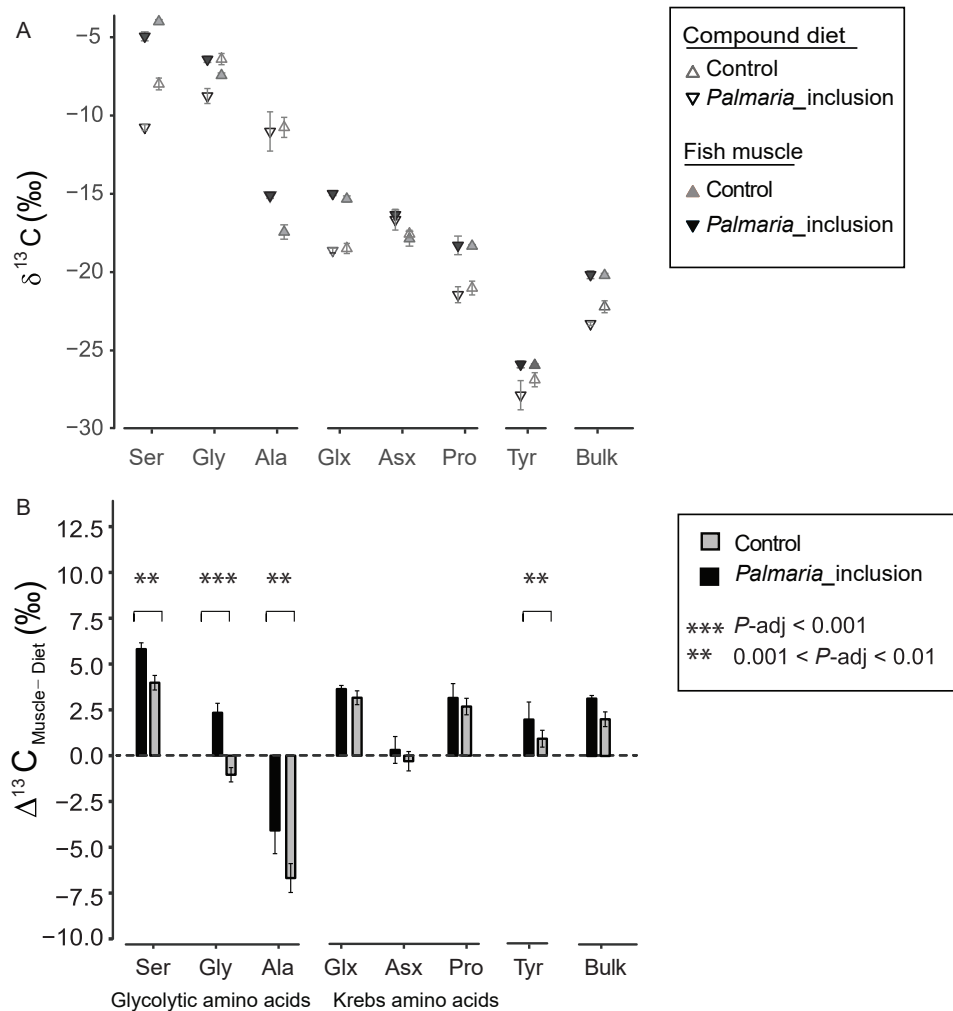 A
δ ¹³C (‰)
−5
−10
−15
−20
−25
−30
Ser Gly Ala Glx Asx Pro Tyr Bulk
Compound diet
Control
Palmaria_inclusion
Fish muscle
Control
Palmaria_inclusion
B
Δ¹³C Muscle− Diet (‰)
12.5
10.0
7.5
5.0
2.5
0.0
−2.5
−5.0
−7.5
−10.0
** *** ** **
Ser Gly Ala Glx Asx Pro Tyr Bulk
Glycolytic amino acids Krebs amino acids
Control
Palmaria_inclusion
*** P-adj < 0.001
** 0.001 < P-adj < 0.01